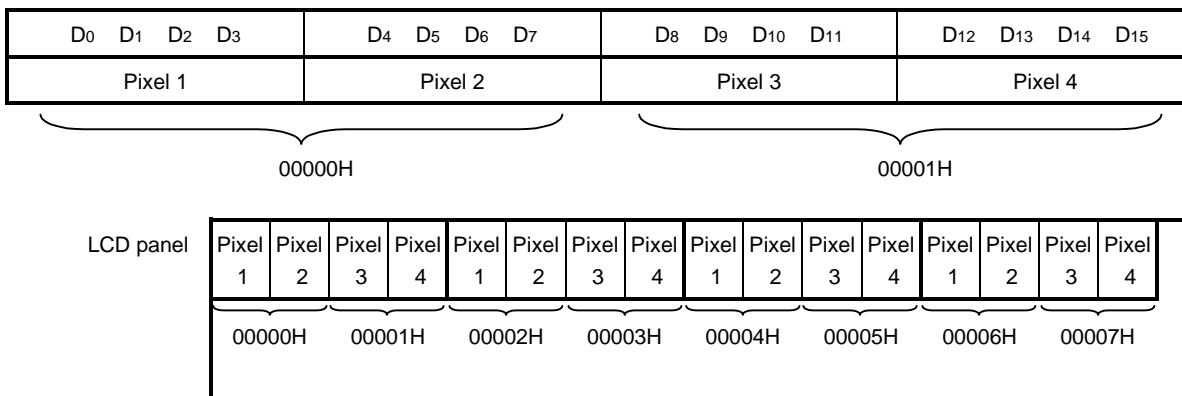 D0 D1 D2 D3 D4 D5 D6 D7 D8 D9 D10 D11 D12 D13 D14 D15
Pixel 1 Pixel 2 Pixel 3 Pixel 4
00000H 00001H
LCD panel Pixel Pixel Pixel Pixel Pixel Pixel Pixel Pixel Pixel Pixel Pixel Pixel Pixel Pixel Pixel Pixel
1 2 3 4 1 2 3 4 1 2 3 4 1 2 3 4
00000H 00001H 00002H 00003H 00004H 00005H 00006H 00007H